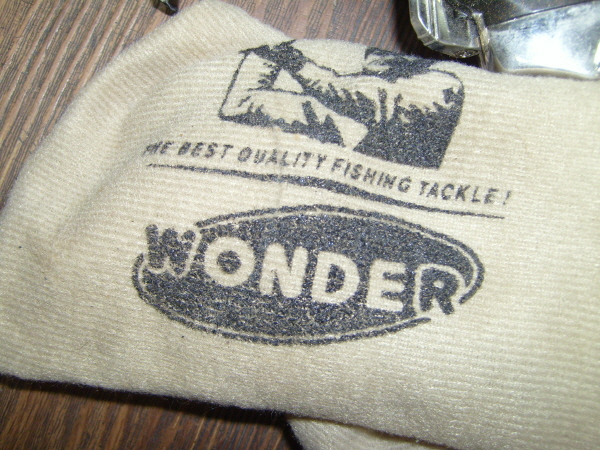 THE BEST QUALITY FISHING TACKLE!
WONDER